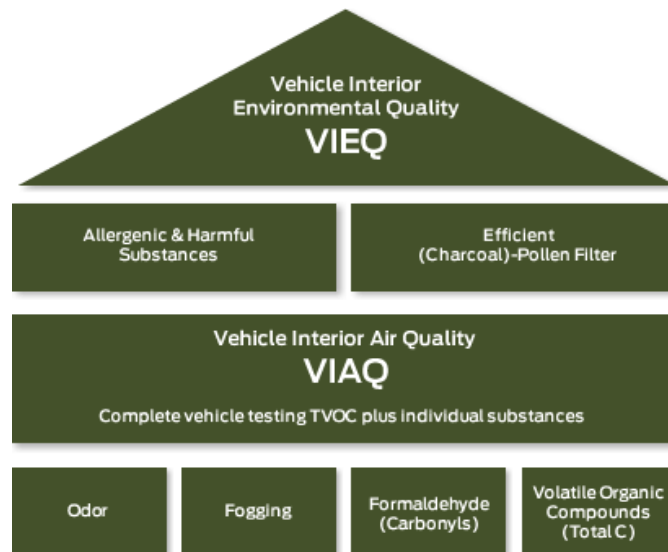 Vehicle Interior
Environmental Quality
VIEQ
Allergenic & Harmful
Substances
Efficient
(Charcoal)-Pollen Filter
Vehicle Interior Air Quality
VIAQ
Complete vehicle testing TVOC plus individual substances
Odor
Fogging
Formaldehyde
(Carbonyls)
Volatile Organic
Compounds
(Total C)